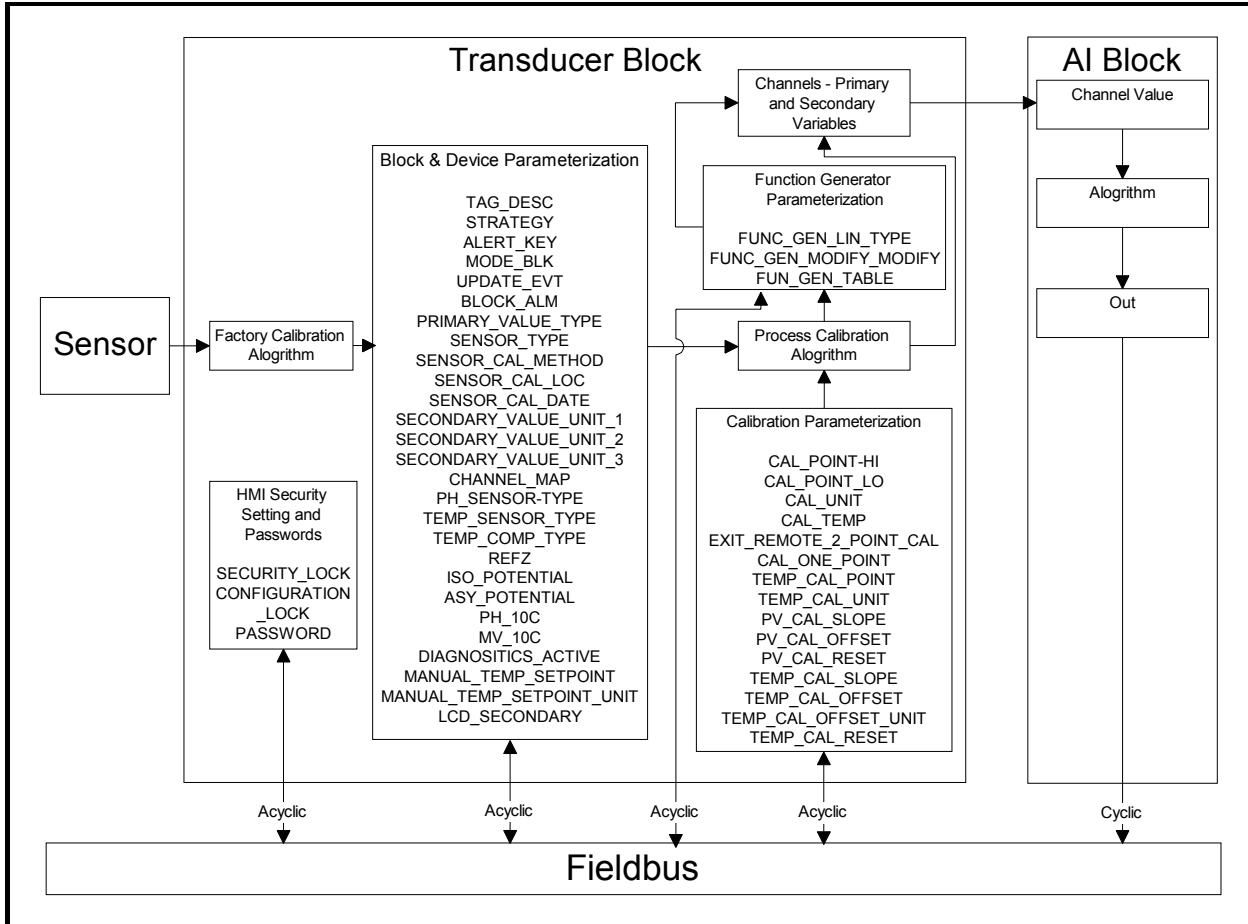 Transducer Block
AI Block
Channels - Primary
and Secondary
Variables
Channel Value
Block & Device Parameterization
TAG_DESC
STRATEGY
ALERT_KEY
MODE_BLK
UPDATE_EVT
BLOCK_ALM
PRIMARY_VALUE_TYPE
SENSOR_TYPE
SENSOR_CAL_METHOD
SENSOR_CAL_LOC
SENSOR_CAL_DATE
SECONDARY_VALUE_UNIT_1
SECONDARY_VALUE_UNIT_2
SECONDARY_VALUE_UNIT_3
CHANNEL_MAP
PH_SENSOR-TYPE
TEMP_SENSOR_TYPE
TEMP_COMP_TYPE
REFZ
ISO_POTENTIAL
ASY_POTENTIAL
PH_10C
MV_10C
DIAGNOSITICS_ACTIVE
MANUAL_TEMP_SETPOINT
MANUAL_TEMP_SETPOINT_UNIT
LCD_SECONDARY
Function Generator
Parameterization
FUNC_GEN_LIN_TYPE
FUNC_GEN_MODIFY_MODIFY
FUN_GEN_TABLE
Alogrithm
Out
Sensor
Factory Calibration
Alogrithm
Process Calibration
Alogrithm
Calibration Parameterization
CAL_POINT-HI
CAL_POINT_LO
CAL_UNIT
CAL_TEMP
EXIT_REMOTE_2_POINT_CAL
CAL_ONE_POINT
TEMP_CAL_POINT
TEMP_CAL_UNIT
PV_CAL_SLOPE
PV_CAL_OFFSET
PV_CAL_RESET
TEMP_CAL_SLOPE
TEMP_CAL_OFFSET
TEMP_CAL_OFFSET_UNIT
TEMP_CAL_RESET
HMI Security
Setting and
Passwords
SECURITY_LOCK
CONFIGURATION
_LOCK
PASSWORD
Acyclic
Acyclic
Acyclic
Acyclic
Cyclic
Fieldbus